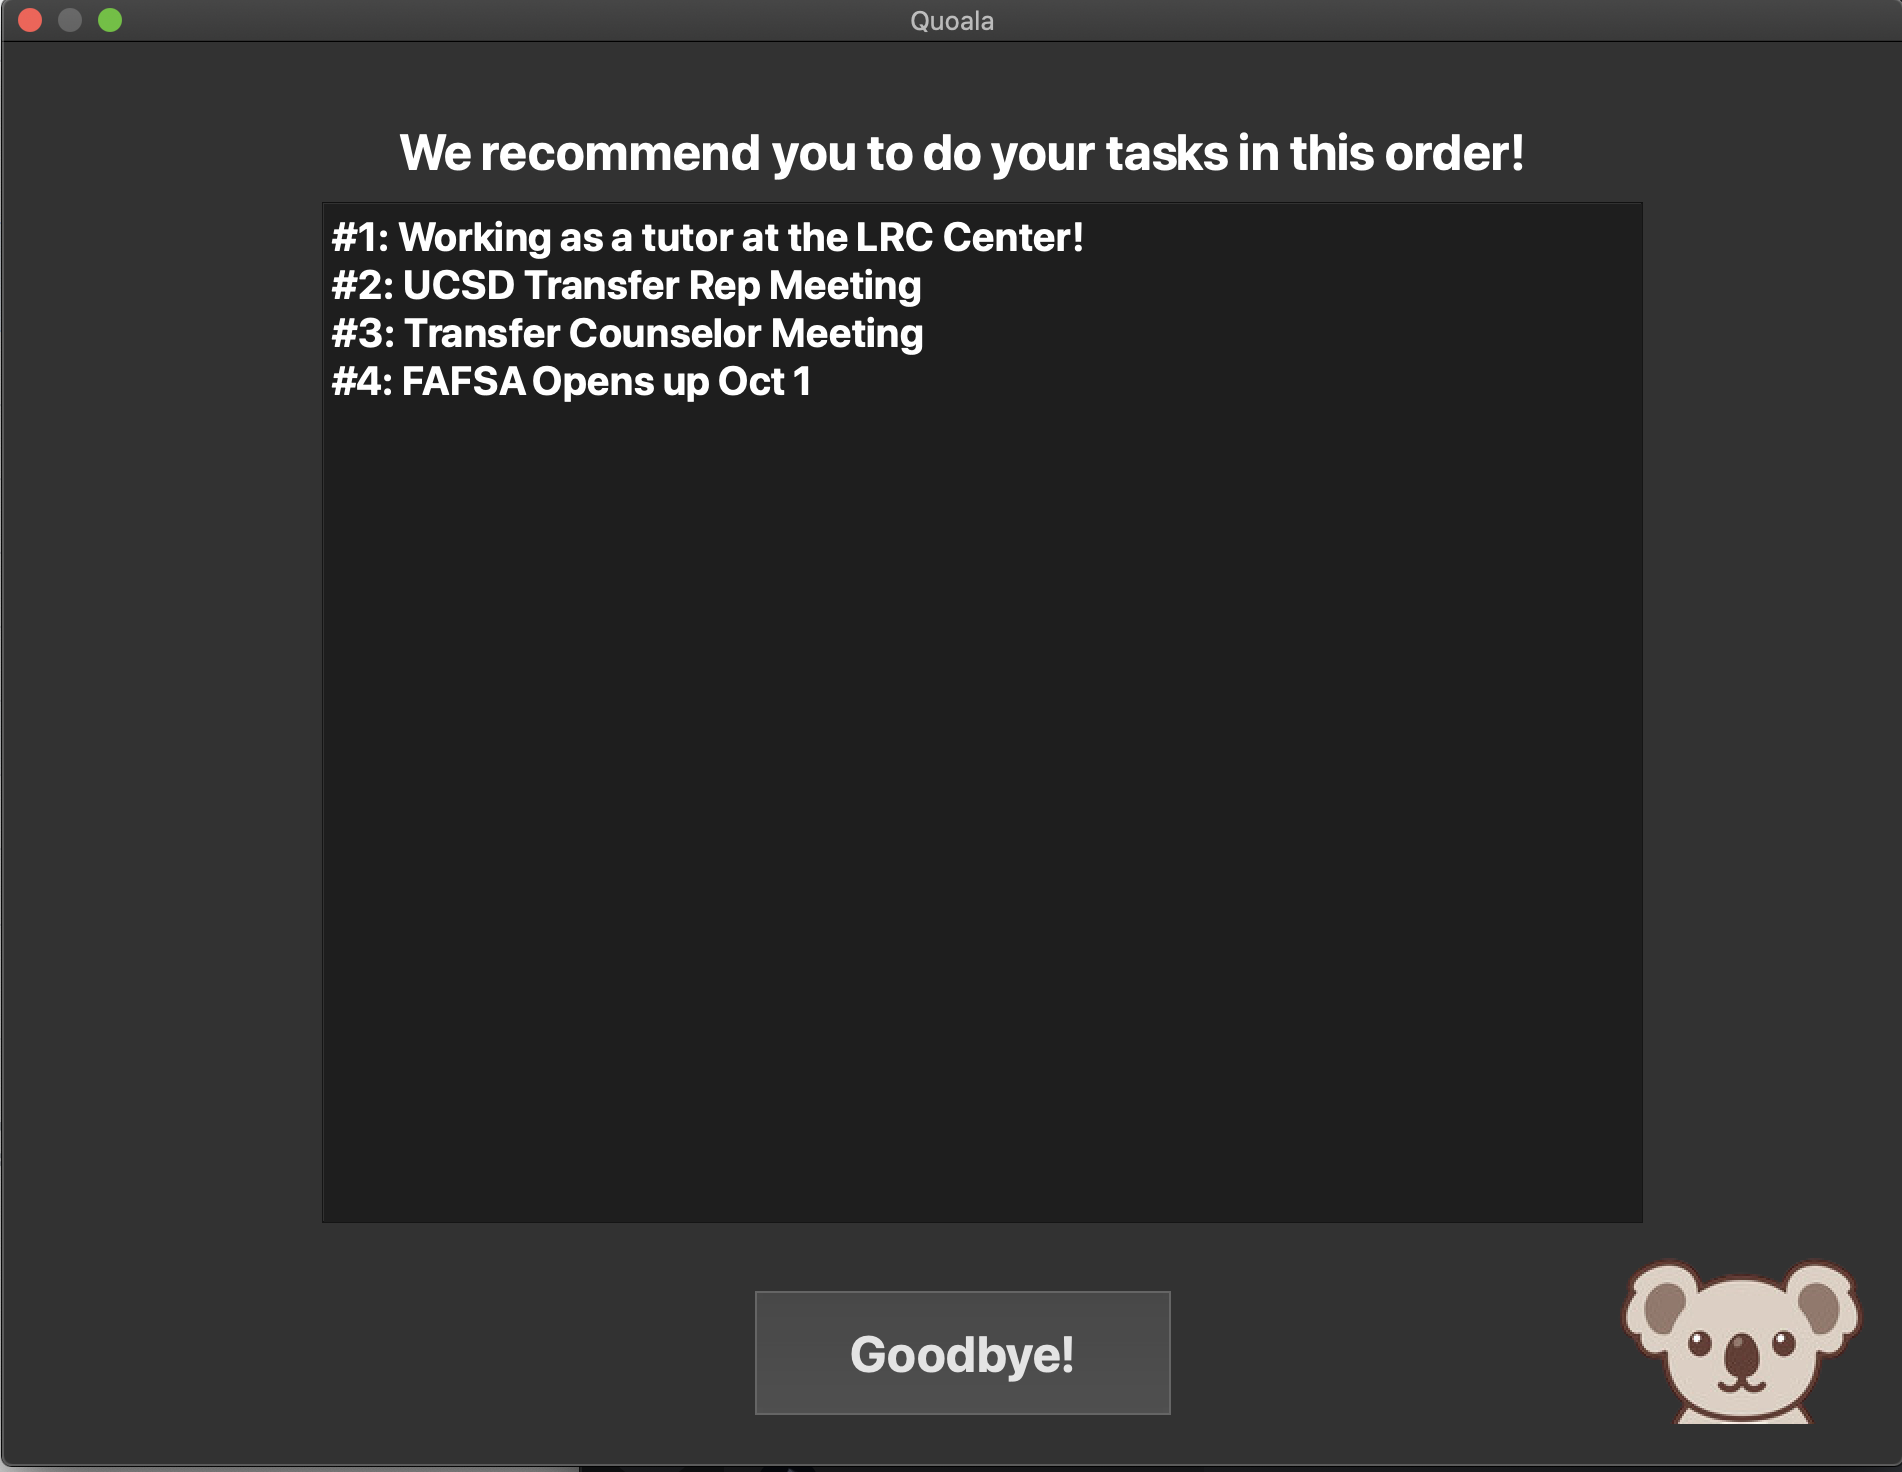 Quoala
We recommend you to do your tasks in this order!
#1: Working as a tutor at the LRC Center!
#2: UCSD Transfer Rep Meeting
#3: Transfer Counselor Meeting
#4: FAFSA Opens up Oct 1
Goodbye!